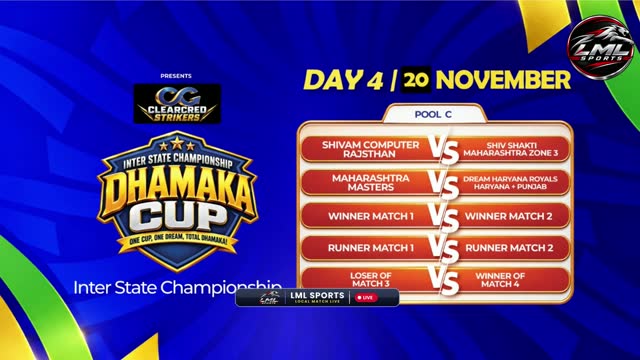 LML
SPORTS
PRESENTS
CG
CLEARCRED
STRIKERS
DAY 4 | 20 NOVEMBER
INTER STATE CHAMPIONSHIP
DHAMAKA
CUP
ONE CUP, ONE DREAM, TOTAL DHAMAKA!
Inter State Championship
POOL C
SHIVAM COMPUTER
RAJSTHAN
VS
SHIV SHAKTI
MAHARASHTRA ZONE 3
MAHARASHTRA
MASTERS
VS
DREAM HARYANA ROYALS
HARYANA + PUNJAB
WINNER MATCH 1
VS
WINNER MATCH 2
RUNNER MATCH 1
VS
RUNNER MATCH 2
LOSER OF
MATCH 3
VS
WINNER OF
MATCH 4
LML
SPORTS
LML SPORTS
LOCAL MATCH LIVE
LIVE